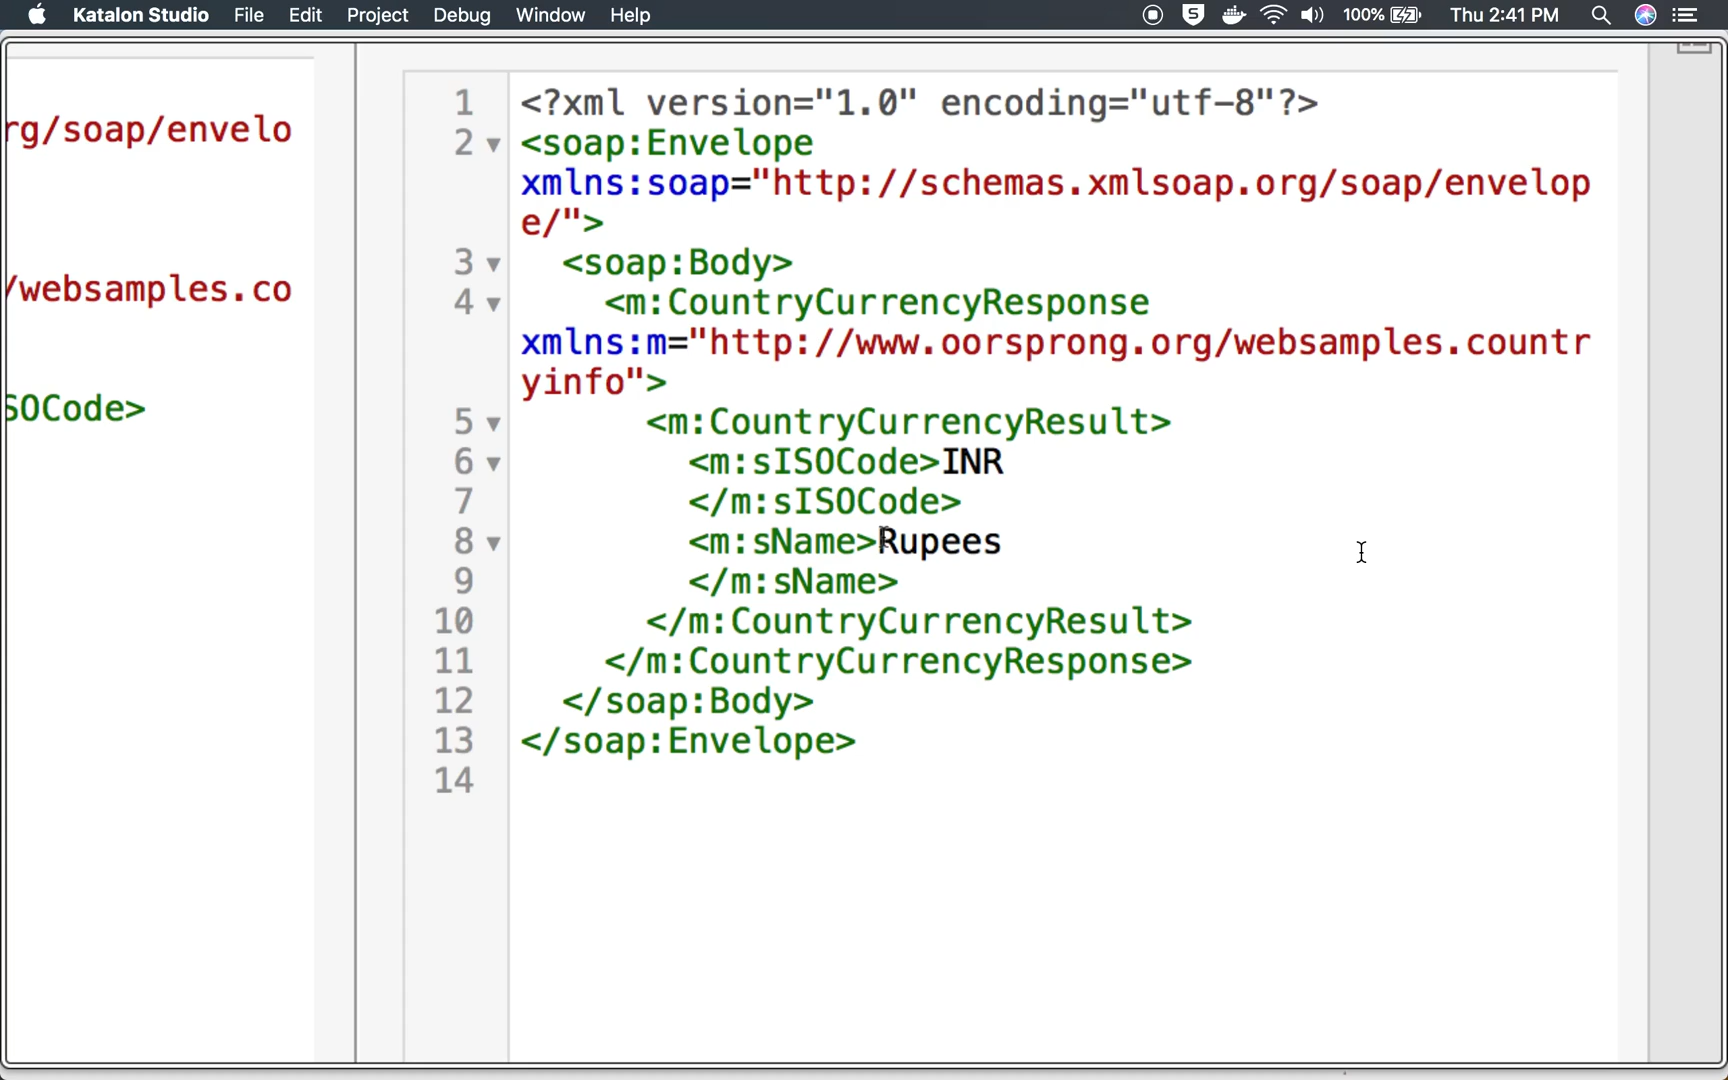 Katalon Studio File Edit Project Debug Window Help 100% Thu 2:41 PM
rg/soap/envelo
/websamples.co
SOCode>
1 <?xml version="1.0" encoding="utf-8"?>
2 <soap:Envelope
xmlns:soap="http://schemas.xmlsoap.org/soap/envelop
e/">
3 <soap:Body>
4 <m:CountryCurrencyResponse
xmlns:m="http://www.oorsprong.org/websamples.countr
yinfo">
5 <m:CountryCurrencyResult>
6 <m:sISOCode>INR
7 </m:sISOCode>
8 <m:sName>Rupees
9 </m:sName>
10 </m:CountryCurrencyResult>
11 </m:CountryCurrencyResponse>
12 </soap:Body>
13 </soap:Envelope>
14